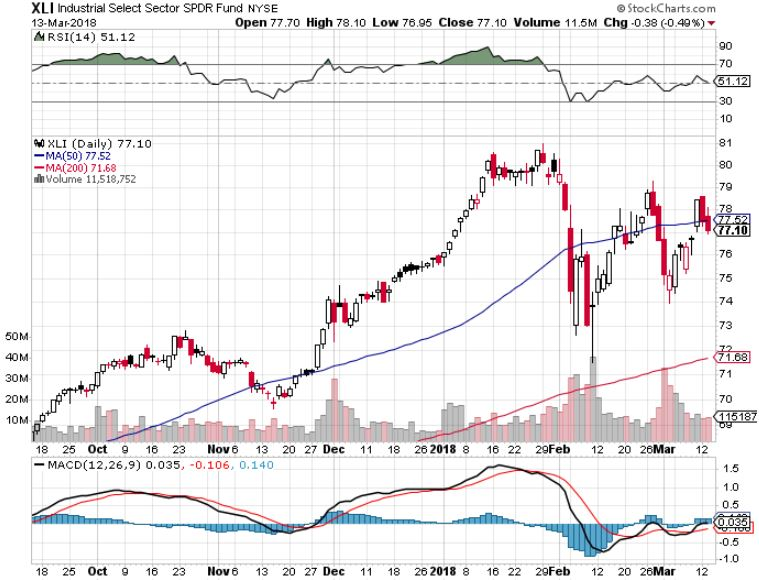 XLI Industrial Select Sector SPDR Fund NYSE © StockCharts.com
13-Mar-2018 Open 77.70 High 78.10 Low 76.95 Close 77.10 Volume 11.5M Chg -0.38 (-0.49%)
RSI(14) 51.12
90
70
51.12
30
10
XLI (Daily) 77.10
MA(50) 77.52
MA(200) 71.68
Volume 11,518,752
81
80
79
78
77.52
77.10
76
75
74
73
72
71.68
71
70
69
50M
40M
30M
20M
10M
115187
18 25 Oct 9 16 23 Nov 6 13 20 27 Dec 11 18 26 2018 8 16 22 Feb 12 20 26 Mar 12
MACD(12,26,9) 0.035, -0.106, 0.140
1.5
1.0
0.5
0.035
-0.5
-1.0
18 25 Oct 9 16 23 Nov 6 13 20 27 Dec 11 18 26 2018 8 16 22 Feb 12 20 26 Mar 12